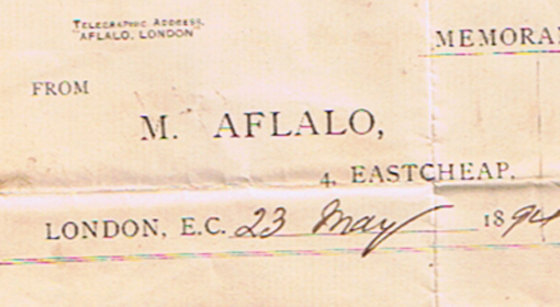 TELEGRAPHIC ADDRESS,
"AFLALO, LONDON"
MEMORA
FROM
M. AFLALO,
4, EASTCHEAP,
LONDON, E.C. 23 May 1894